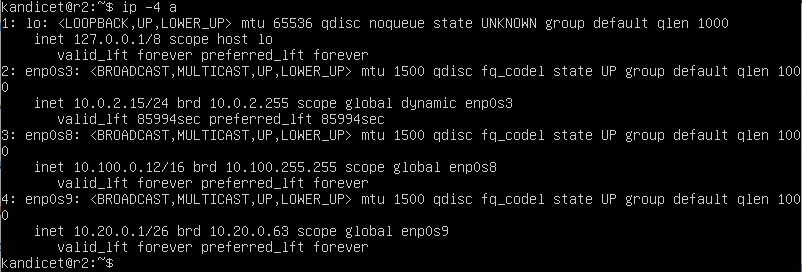 kandicet@r2:~$ ip -4 a
1: lo: <LOOPBACK,UP,LOWER_UP> mtu 65536 qdisc noqueue state UNKNOWN group default qlen 1000
    inet 127.0.0.1/8 scope host lo
       valid_lft forever preferred_lft forever
2: enp0s3: <BROADCAST,MULTICAST,UP,LOWER_UP> mtu 1500 qdisc fq_codel state UP group default qlen 100
0
    inet 10.0.2.15/24 brd 10.0.2.255 scope global dynamic enp0s3
       valid_lft 85994sec preferred_lft 85994sec
3: enp0s8: <BROADCAST,MULTICAST,UP,LOWER_UP> mtu 1500 qdisc fq_codel state UP group default qlen 100
0
    inet 10.100.0.12/16 brd 10.100.255.255 scope global enp0s8
       valid_lft forever preferred_lft forever
4: enp0s9: <BROADCAST,MULTICAST,UP,LOWER_UP> mtu 1500 qdisc fq_codel state UP group default qlen 100
0
    inet 10.20.0.1/26 brd 10.20.0.63 scope global enp0s9
       valid_lft forever preferred_lft forever
kandicet@r2:~$